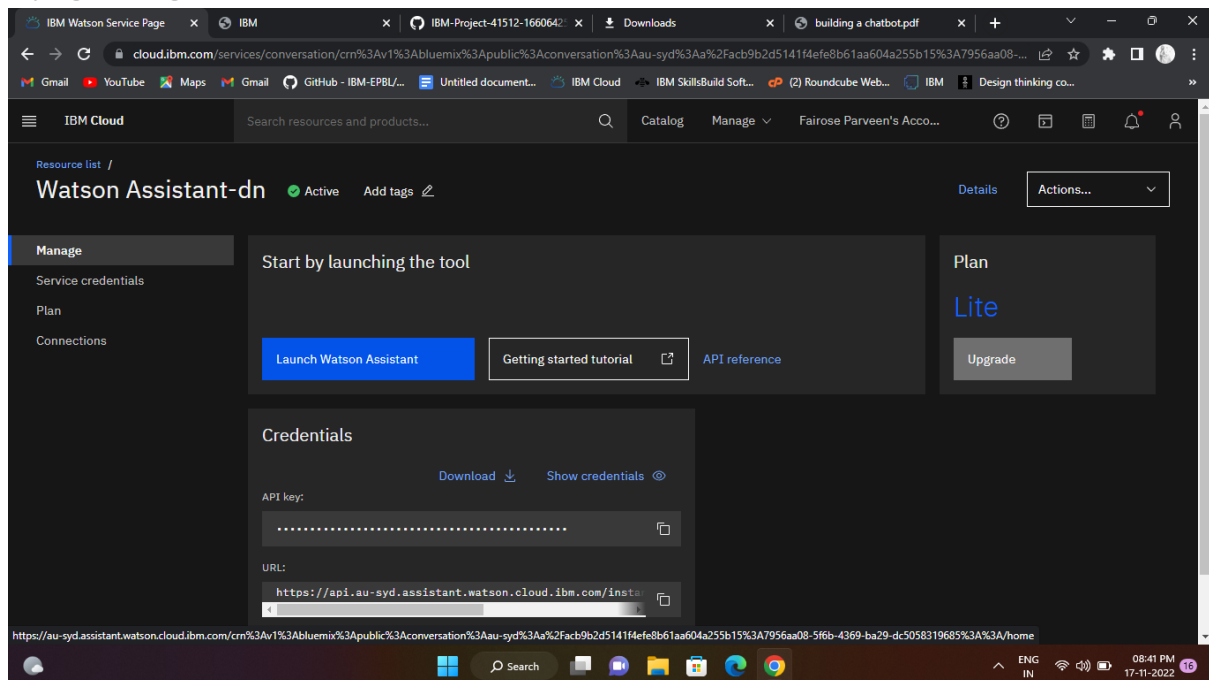 IBM Watson Service Page
IBM
IBM-Project-41512-1660642
Downloads
building a chatbot.pdf
cloud.ibm.com/services/conversation/crn%3Av1%3Abluemix%3Apublic%3Aconversation%3Aau-syd%3Aa%2Facb9b2d5141f4efe8b61aa604a255b15%3A7956aa08-...
Gmail YouTube Maps Gmail GitHub - IBM-EPBL/... Untitled document... IBM Cloud IBM SkillsBuild Soft... (2) Roundcube Web... IBM Design thinking co... »
IBM Cloud
Search resources and products...
Catalog
Manage
Fairose Parveen's Acco...
Resource list /
Watson Assistant-dn
Active
Add tags
Details
Actions...
Manage
Service credentials
Plan
Connections
Start by launching the tool
Launch Watson Assistant
Getting started tutorial
API reference
Plan
Lite
Upgrade
Credentials
Download
Show credentials
API key:
URL:
https://api.au-syd.assistant.watson.cloud.ibm.com/insta
https://au-syd.assistant.watson.cloud.ibm.com/crn%3Av1%3Abluemix%3Apublic%3Aconversation%3Aau-syd%3Aa%2Facb9b2d5141f4efe8b61aa604a255b15%3A7956aa08-5f6b-4369-ba29-dc5058319685%3A%3A/home
Search
ENG
IN
08:41 PM
17-11-2022
16